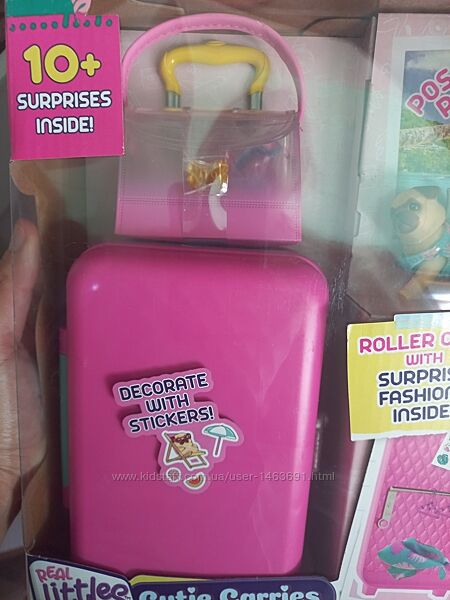 10+
SURPRISES
INSIDE!
DECORATE
WITH
STICKERS!
ROLLER
WITH
FASHION
INSIDE
www.kidstaff.com.ua/user-1463691.html
REAL
Littles
Cutie Carries